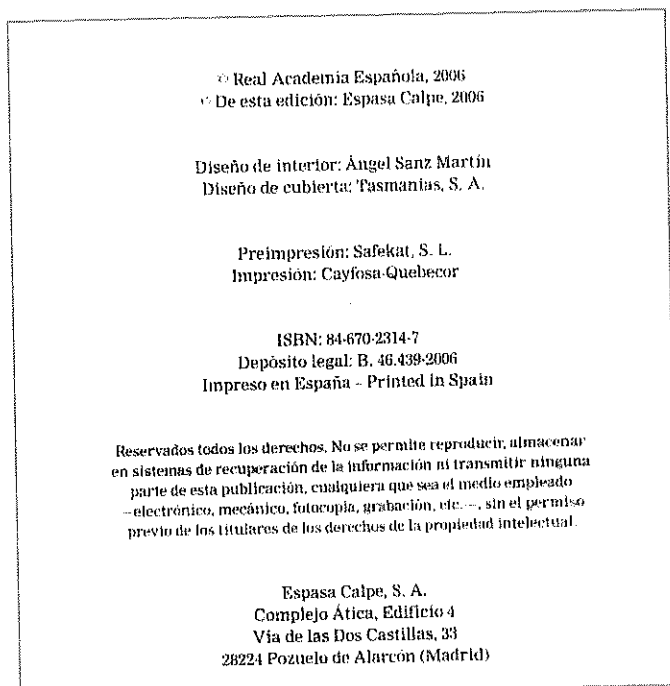 © Real Academia Española, 2006
© De esta edición: Espasa Calpe, 2006
Diseño de interior: Ángel Sanz Martín
Diseño de cubierta: Tasmanias, S. A.
Preimpresión: Safekat, S. L.
Impresión: Cayfosa-Quebecor
ISBN: 84-670-2314-7
Depósito legal: B. 46.439-2006
Impreso en España – Printed in Spain
Reservados todos los derechos. No se permite reproducir, almacenar
en sistemas de recuperación de la información ni transmitir ninguna
parte de esta publicación, cualquiera que sea el medio empleado
—electrónico, mecánico, fotocopia, grabación, etc.—, sin el permiso
previo de los titulares de los derechos de la propiedad intelectual.
Espasa Calpe, S. A.
Complejo Ática, Edificio 4
Vía de las Dos Castillas, 33
28224 Pozuelo de Alarcón (Madrid)